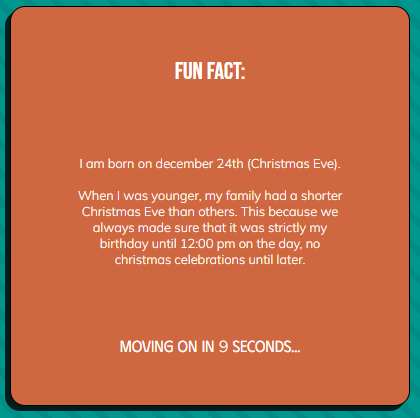 FUN FACT:
I am born on december 24th (Christmas Eve).
When I was younger, my family had a shorter
Christmas Eve than others. This because we
always made sure that it was strictly my
birthday until 12:00 pm on the day, no
christmas celebrations until later.
MOVING ON IN 9 SECONDS...